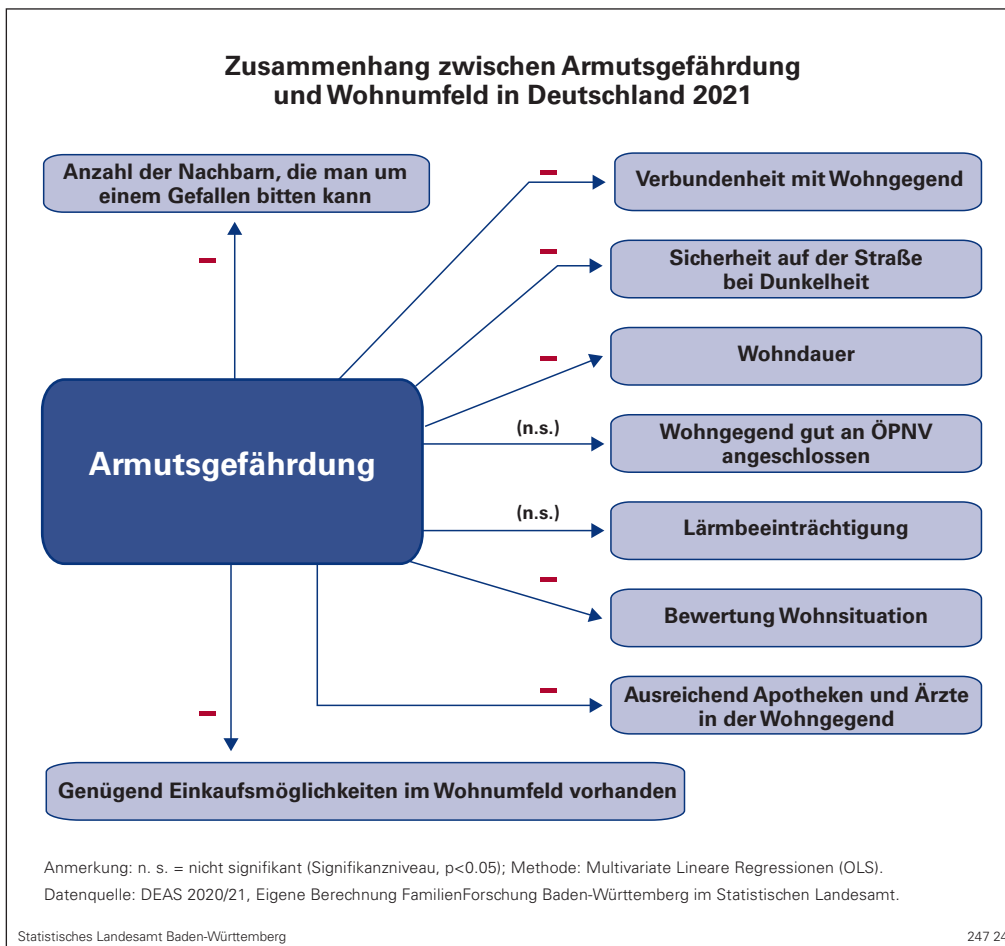 Zusammenhang zwischen Armutsgefährdung
und Wohnumfeld in Deutschland 2021
Anzahl der Nachbarn, die man um
einem Gefallen bitten kann
–
–
Verbundenheit mit Wohngegend
–
Sicherheit auf der Straße
bei Dunkelheit
–
Wohndauer
Armutsgefährdung
(n.s.)
Wohngegend gut an ÖPNV
angeschlossen
(n.s.)
Lärmbeeinträchtigung
–
Bewertung Wohnsituation
–
Ausreichend Apotheken und Ärzte
in der Wohngegend
–
Genügend Einkaufsmöglichkeiten im Wohnumfeld vorhanden
Anmerkung: n. s. = nicht signifikant (Signifikanzniveau, p<0.05); Methode: Multivariate Lineare Regressionen (OLS).
Datenquelle: DEAS 2020/21, Eigene Berechnung FamilienForschung Baden-Württemberg im Statistischen Landesamt.
Statistisches Landesamt Baden-Württemberg
247 24